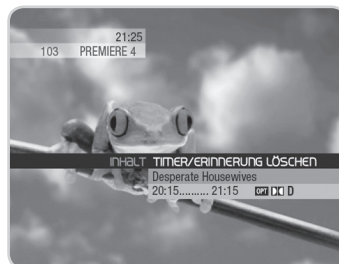 21:25
103 PREMIERE 4
INHALT TIMER/ERINNERUNG LÖSCHEN
Desperate Housewives
20:15.......... 21:15 OPT D